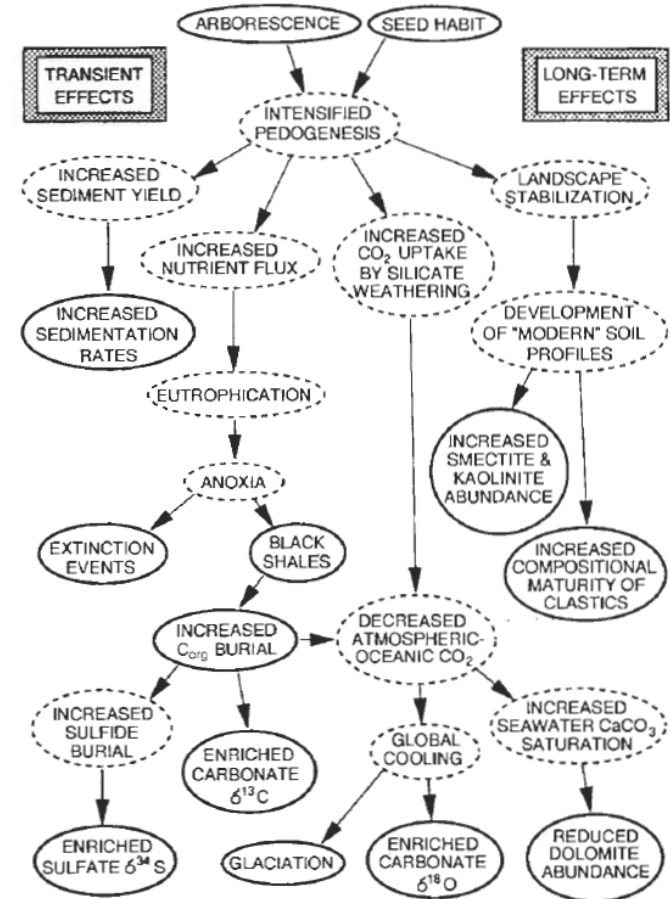 ARBORESCENCE
SEED HABIT
TRANSIENT
EFFECTS
LONG-TERM
EFFECTS
INTENSIFIED
PEDOGENESIS
INCREASED
SEDIMENT YIELD
LANDSCAPE
STABILIZATION
INCREASED
NUTRIENT FLUX
INCREASED
CO₂ UPTAKE
BY SILICATE
WEATHERING
INCREASED
SEDIMENTATION
RATES
DEVELOPMENT
OF "MODERN" SOIL
PROFILES
EUTROPHICATION
INCREASED
SMECTITE &
KAOLINITE
ABUNDANCE
ANOXIA
EXTINCTION
EVENTS
BLACK
SHALES
INCREASED
COMPOSITIONAL
MATURITY OF
CLASTICS
INCREASED
Corg BURIAL
DECREASED
ATMOSPHERIC-
OCEANIC CO₂
INCREASED
SULFIDE
BURIAL
ENRICHED
CARBONATE
δ¹³C
GLOBAL
COOLING
INCREASED
SEAWATER CaCO₃
SATURATION
ENRICHED
SULFATE δ³⁴S
GLACIATION
ENRICHED
CARBONATE
δ¹⁸O
REDUCED
DOLOMITE
ABUNDANCE